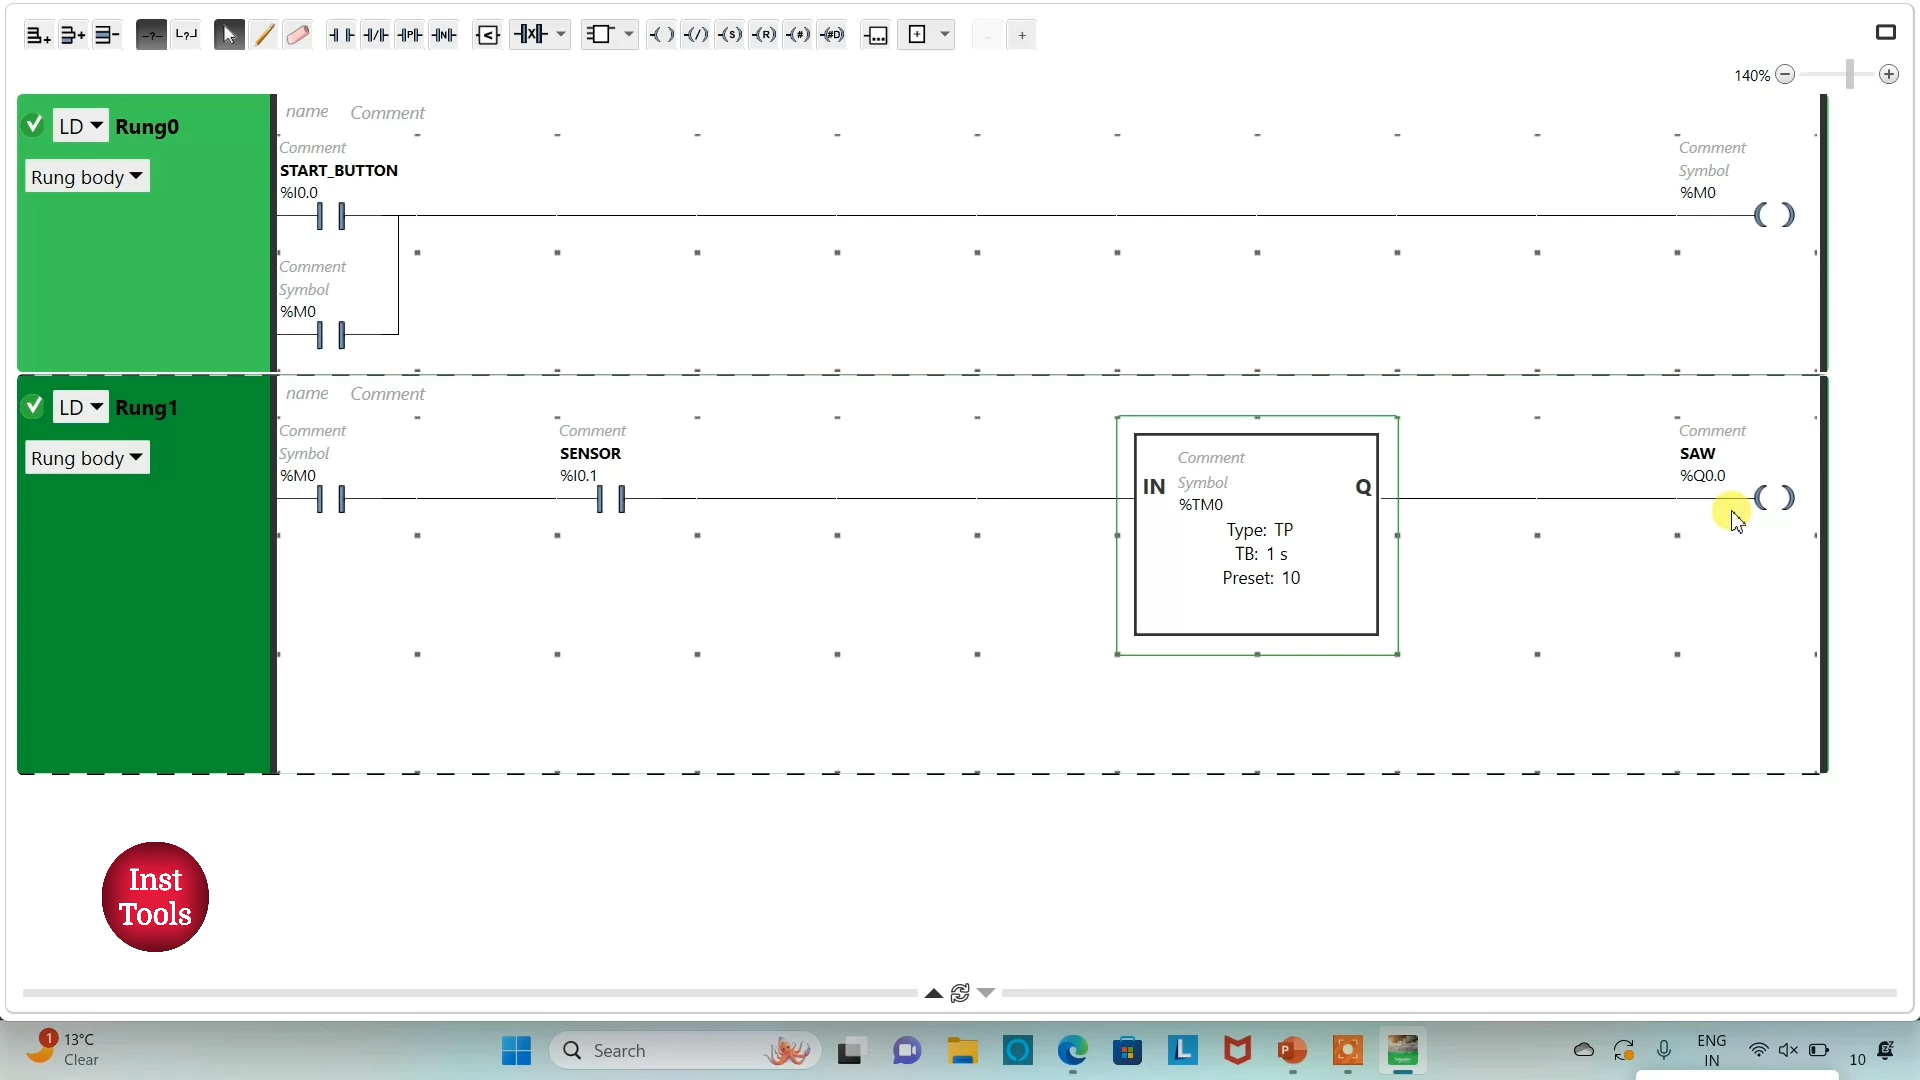 140%
LD Rung0
Rung body
name Comment
Comment
START_BUTTON
%I0.0
Comment
Symbol
%M0
Comment
Symbol
%M0
LD Rung1
Rung body
name Comment
Comment
Symbol
%M0
Comment
SENSOR
%I0.1
Comment
IN Symbol Q
%TM0
Type: TP
TB: 1 s
Preset: 10
Comment
SAW
%Q0.0
Inst
Tools
1
13°C
Clear
Search
ENG
IN
10